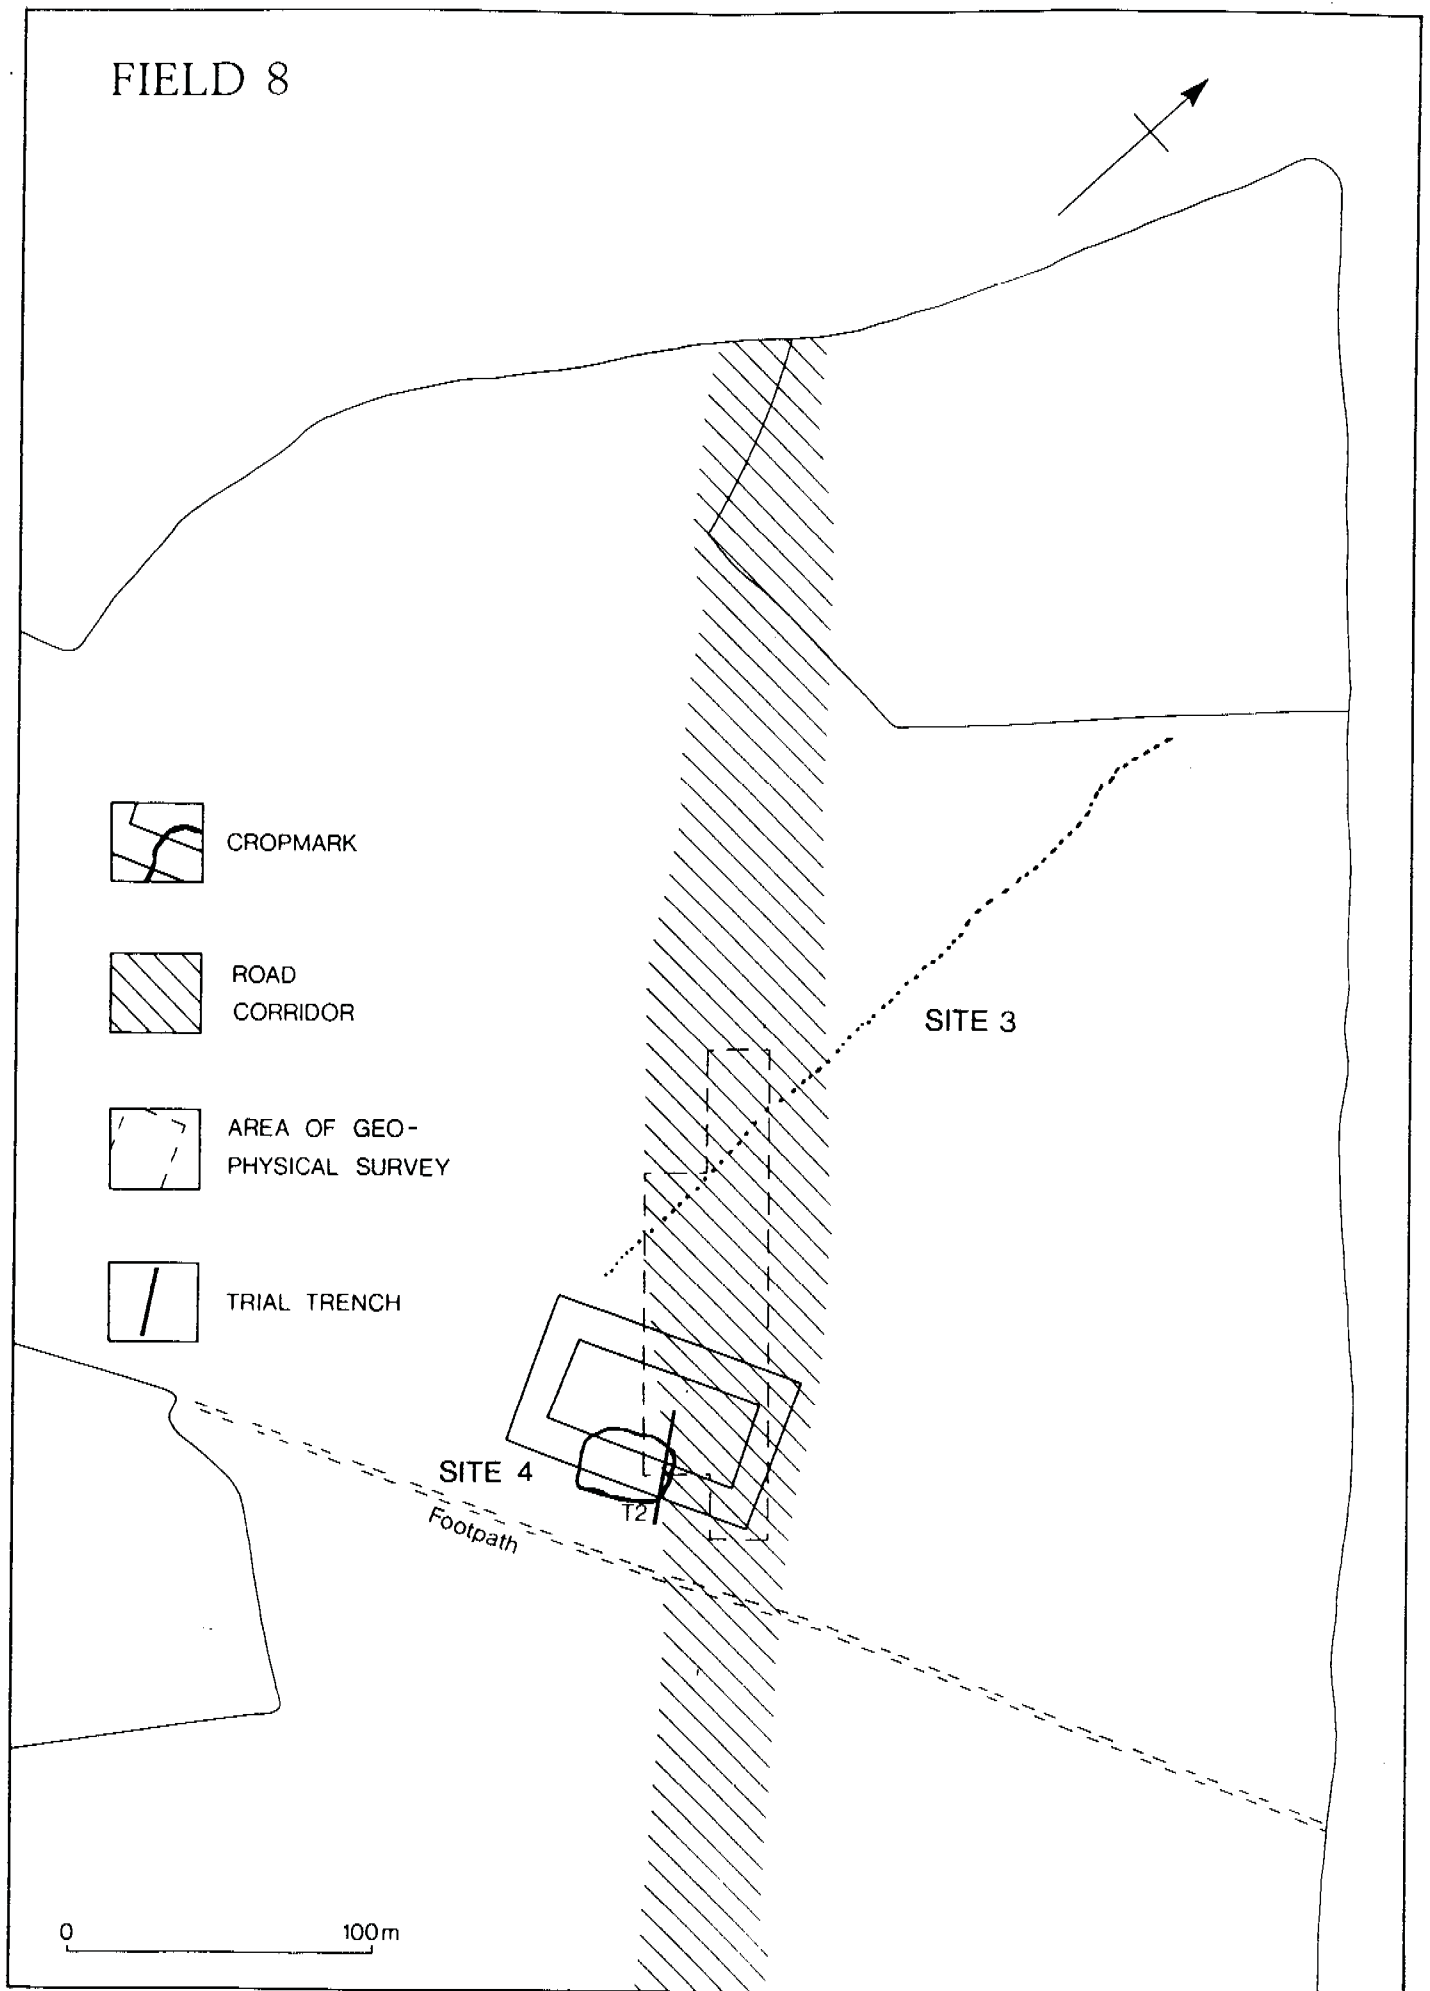 FIELD 8
CROPMARK
ROAD
CORRIDOR
SITE 3
AREA OF GEO-
PHYSICAL SURVEY
TRIAL TRENCH
SITE 4
T2
Footpath
0 100m